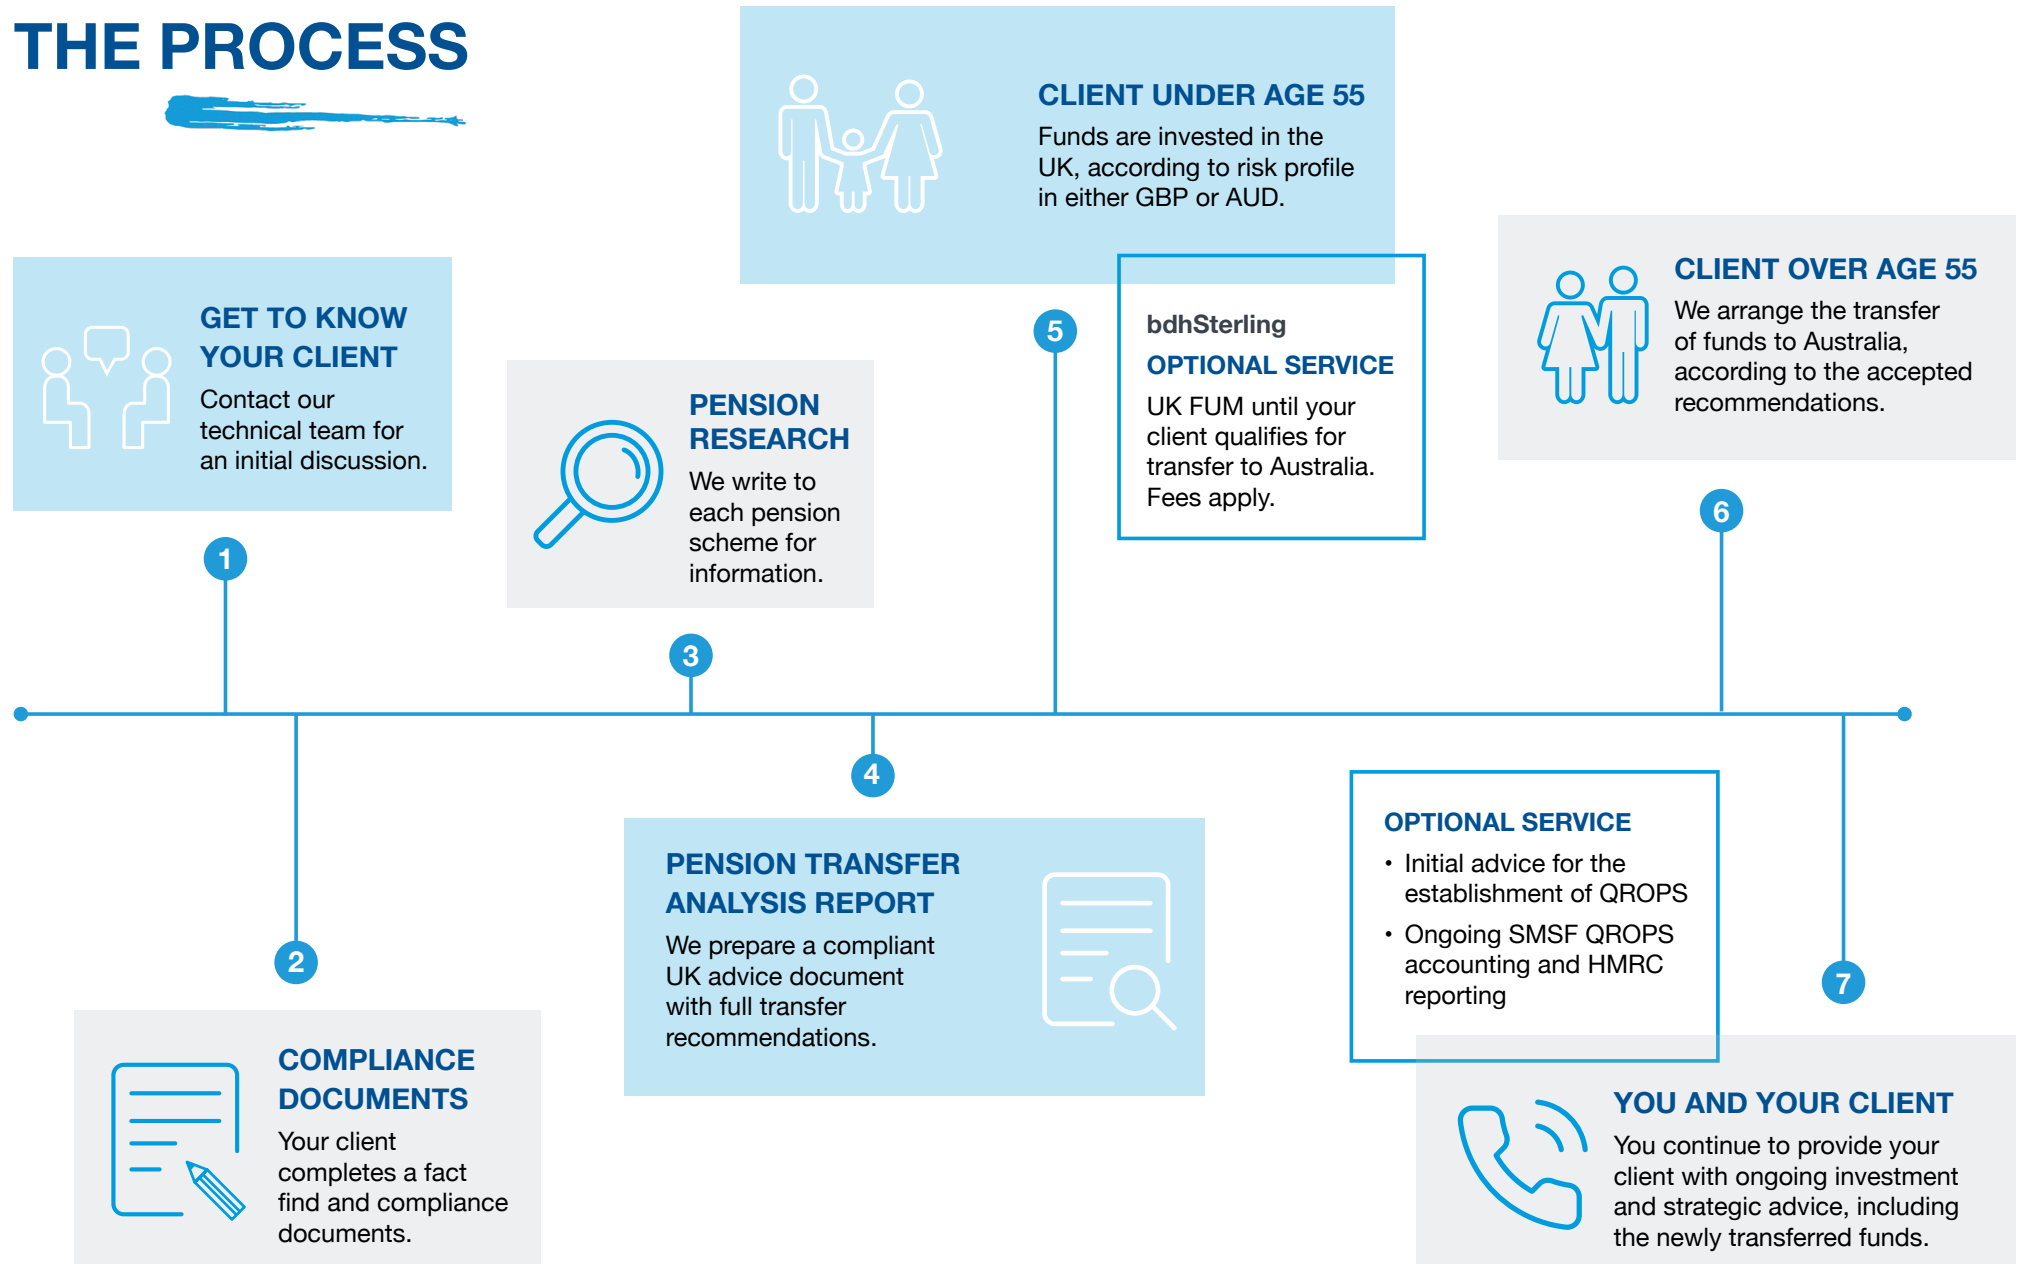 THE PROCESS
1
GET TO KNOW
YOUR CLIENT
Contact our
technical team for
an initial discussion.
2
COMPLIANCE
DOCUMENTS
Your client
completes a fact
find and compliance
documents.
3
PENSION
RESEARCH
We write to
each pension
scheme for
information.
4
PENSION TRANSFER
ANALYSIS REPORT
We prepare a compliant
UK advice document
with full transfer
recommendations.
5
CLIENT UNDER AGE 55
Funds are invested in the
UK, according to risk profile
in either GBP or AUD.
bdhSterling
OPTIONAL SERVICE
UK FUM until your
client qualifies for
transfer to Australia.
Fees apply.
6
CLIENT OVER AGE 55
We arrange the transfer
of funds to Australia,
according to the accepted
recommendations.
OPTIONAL SERVICE
• Initial advice for the
establishment of QROPS
• Ongoing SMSF QROPS
accounting and HMRC
reporting
7
YOU AND YOUR CLIENT
You continue to provide your
client with ongoing investment
and strategic advice, including
the newly transferred funds.